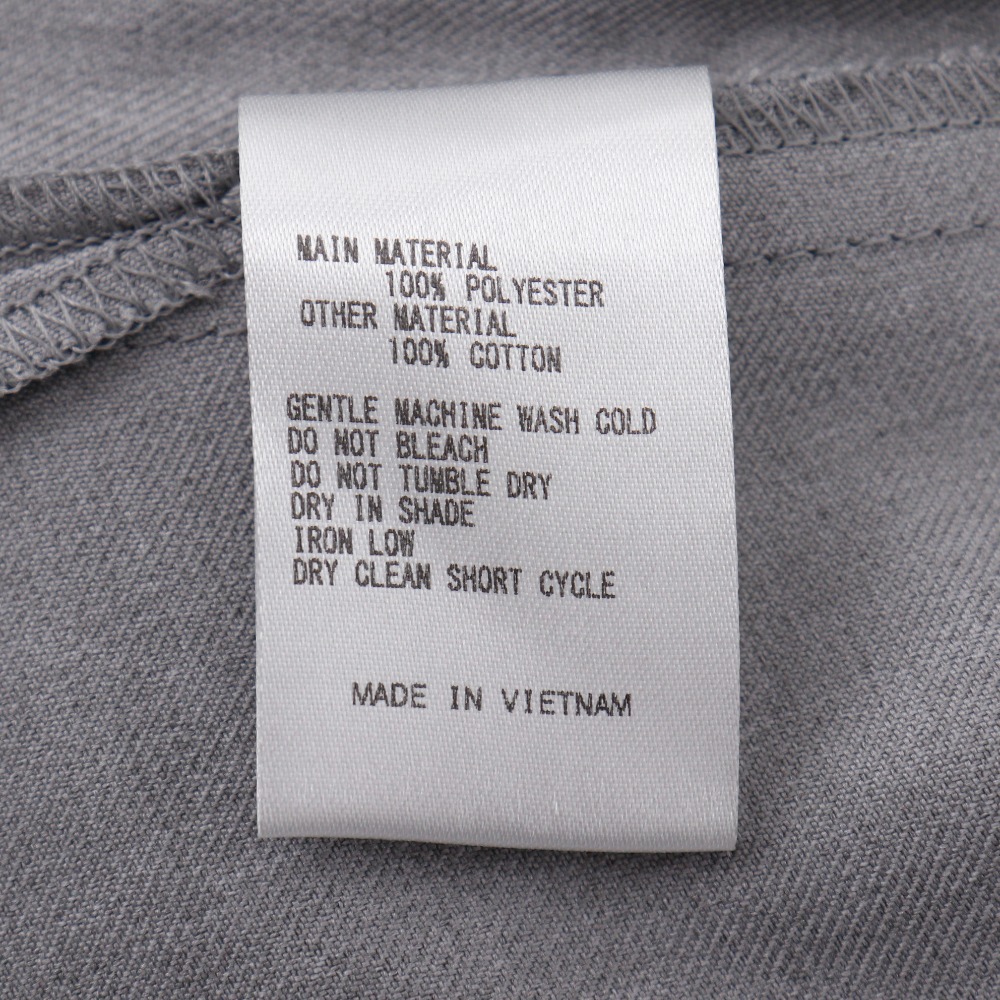 MAIN MATERIAL
100% POLYESTER
OTHER MATERIAL
100% COTTON
GENTLE MACHINE WASH COLD
DO NOT BLEACH
DO NOT TUMBLE DRY
DRY IN SHADE
IRON LOW
DRY CLEAN SHORT CYCLE
MADE IN VIETNAM